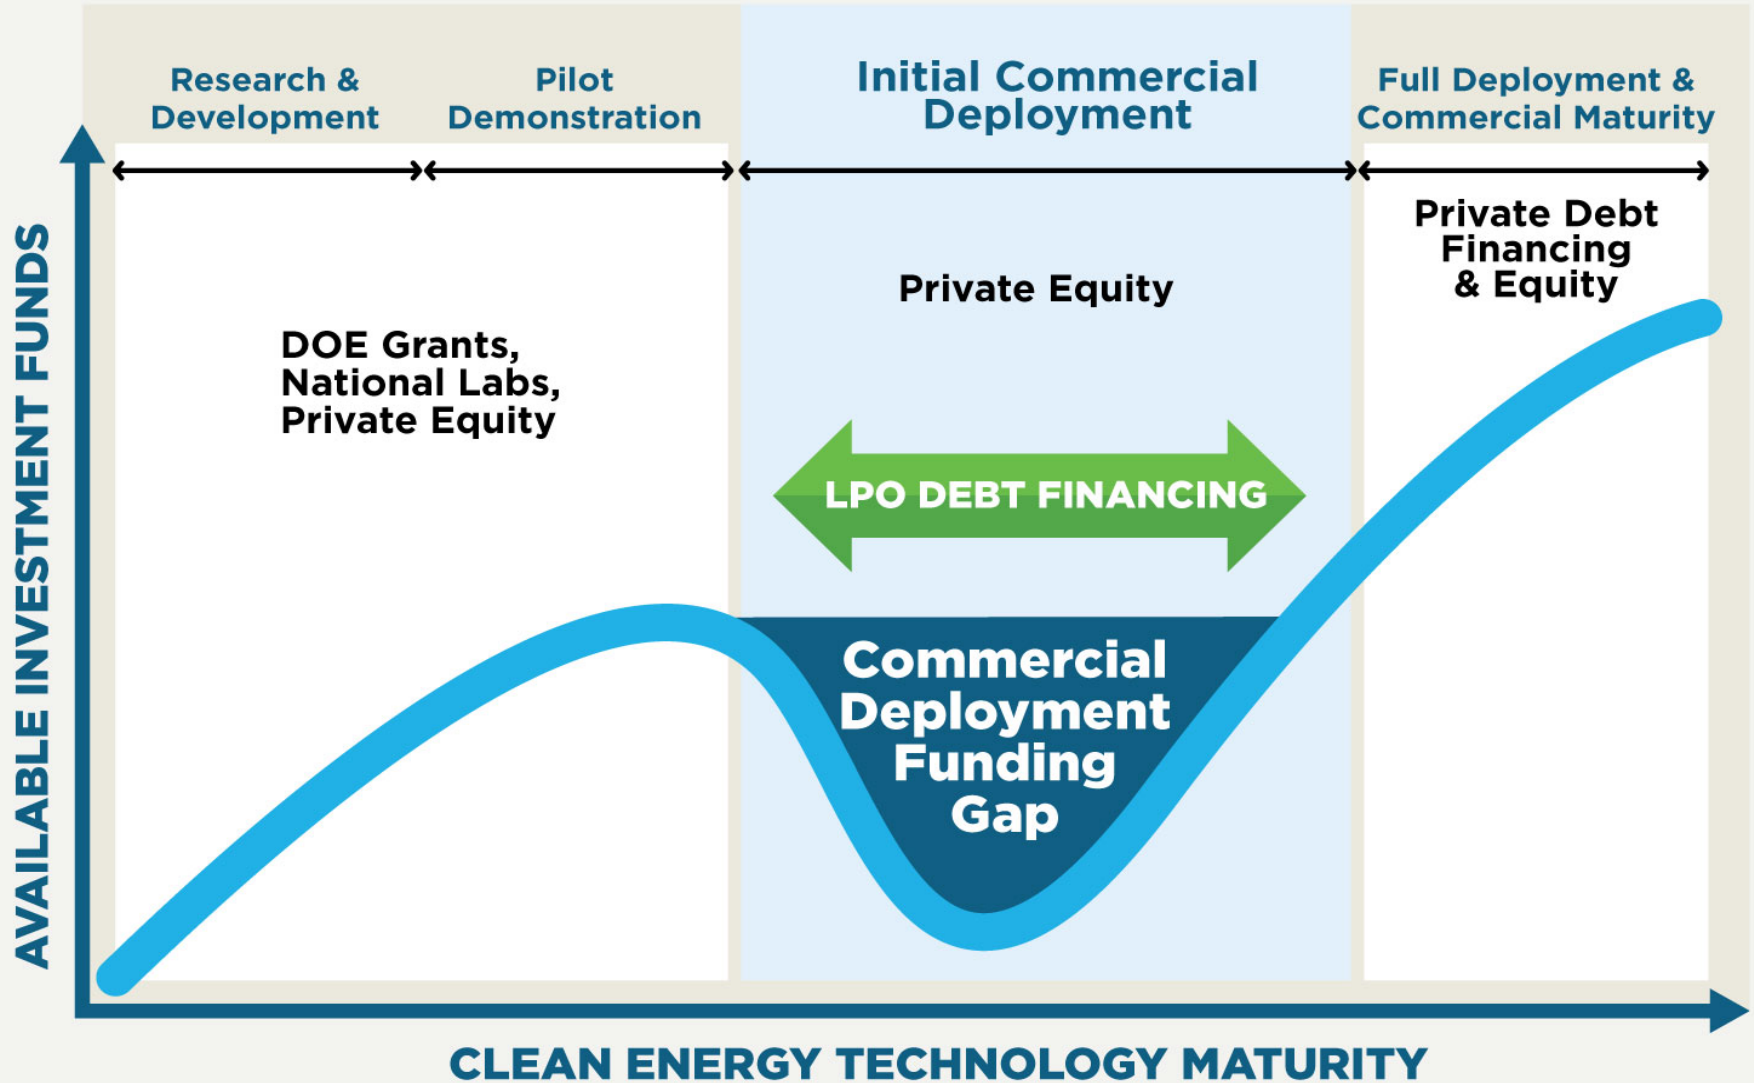 Research &
Development
Pilot
Demonstration
Initial Commercial
Deployment
Full Deployment &
Commercial Maturity
DOE Grants,
National Labs,
Private Equity
Private Equity
Private Debt
Financing
& Equity
LPO DEBT FINANCING
Commercial
Deployment
Funding
Gap
AVAILABLE INVESTMENT FUNDS
CLEAN ENERGY TECHNOLOGY MATURITY